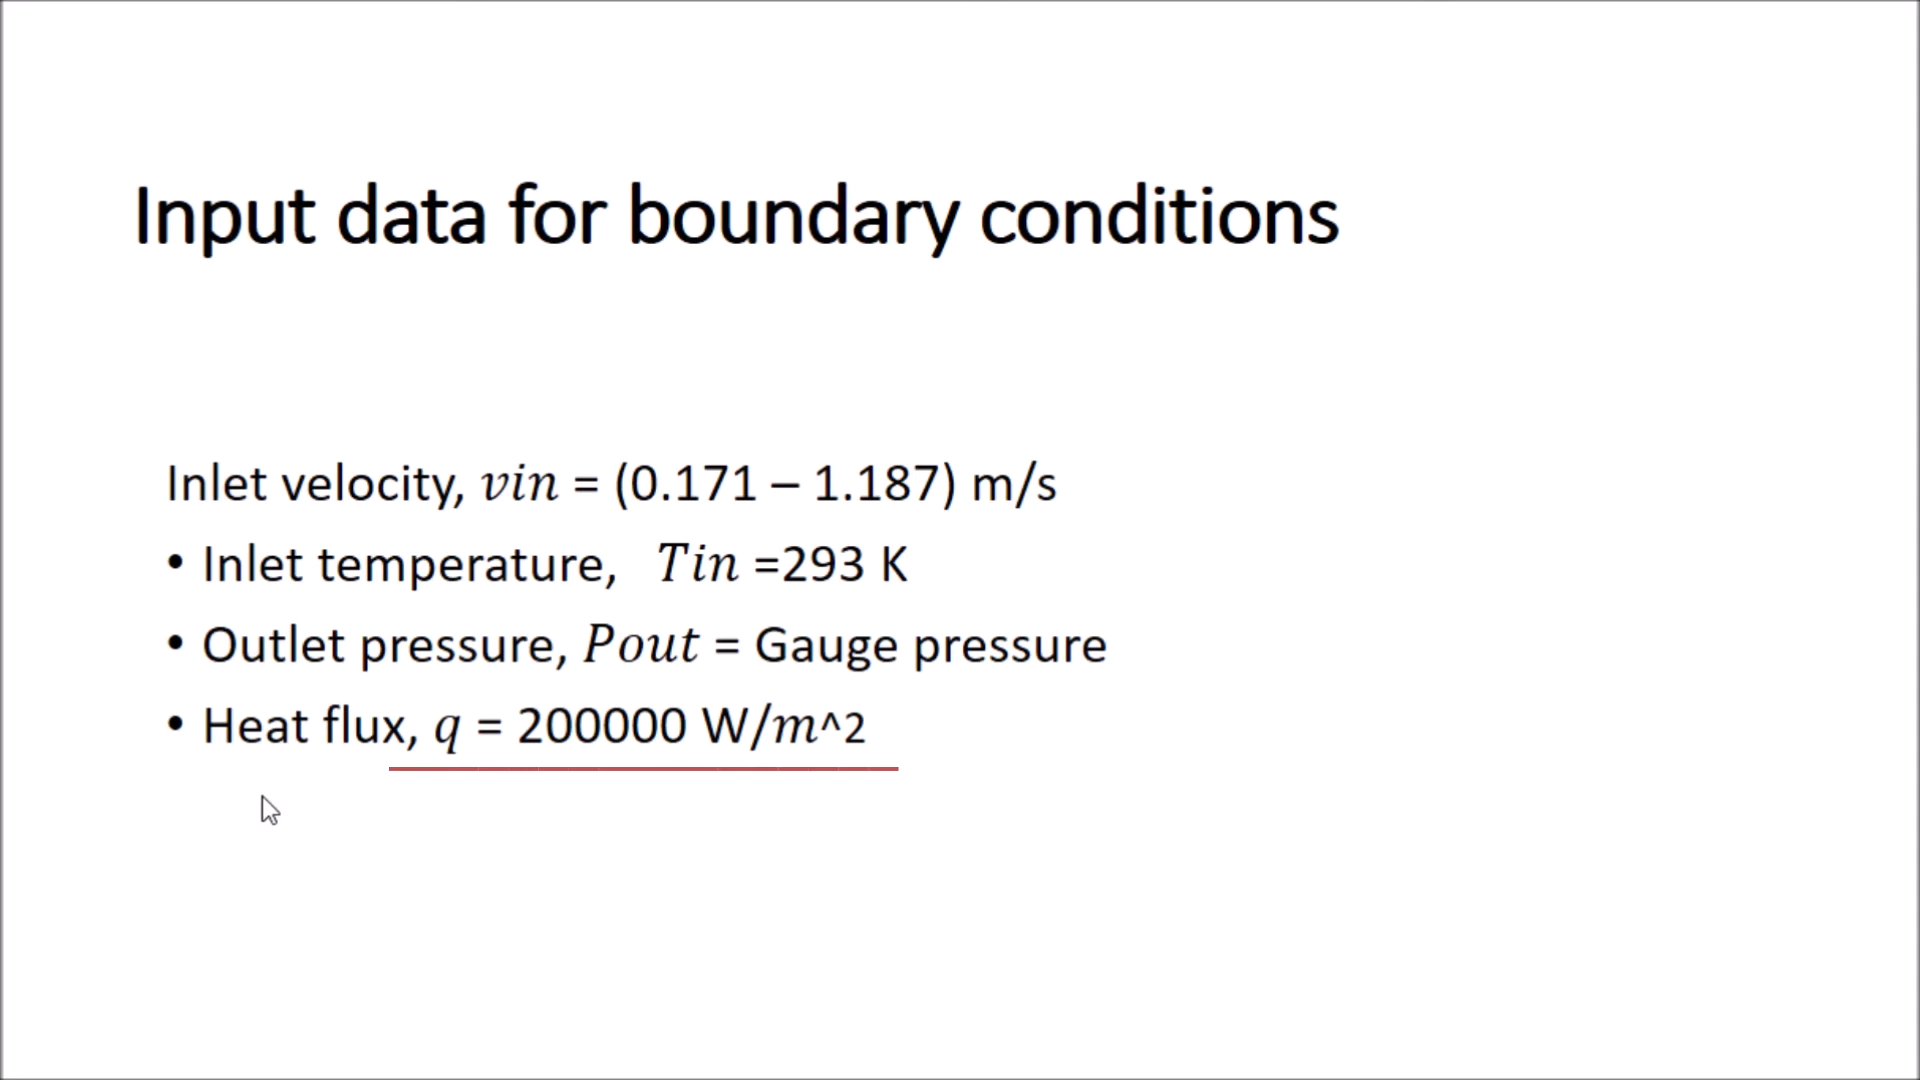 Input data for boundary conditions
Inlet velocity, 𝑣𝑖𝑛 = (0.171 – 1.187) m/s
• Inlet temperature, 𝑇𝑖𝑛 =293 K
• Outlet pressure, 𝑃𝑜𝑢𝑡 = Gauge pressure
• Heat flux, 𝑞 = 200000 W/𝑚^2